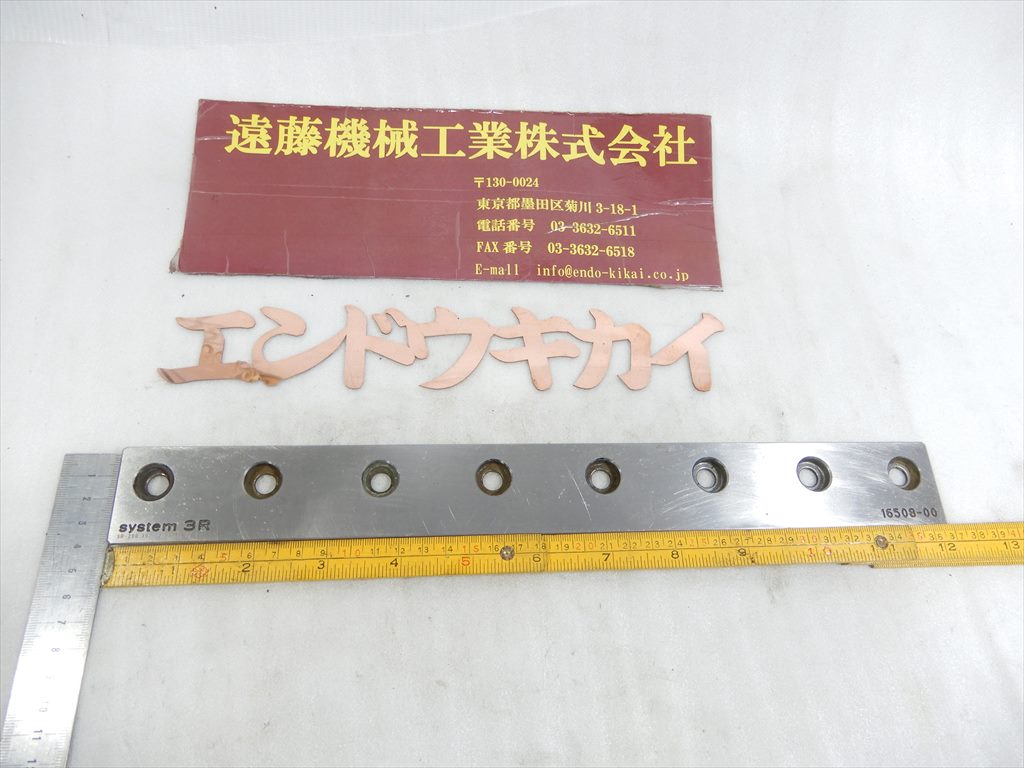 遠藤機械工業株式会社
〒130-0024
東京都墨田区菊川 3-18-1
電話番号 03-3632-6511
FAX 番号 03-3632-6518
E-mail info@endo-kikai.co.jp
エンドウキカイ
system 3R
16508-00